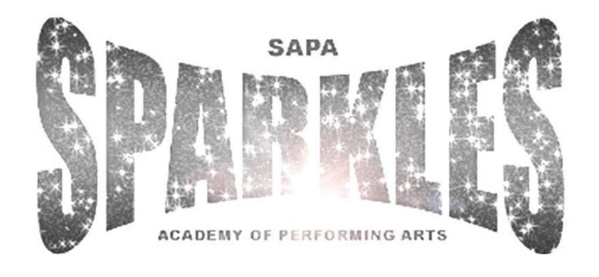 SAPA
SPARKLES
ACADEMY OF PERFORMING ARTS